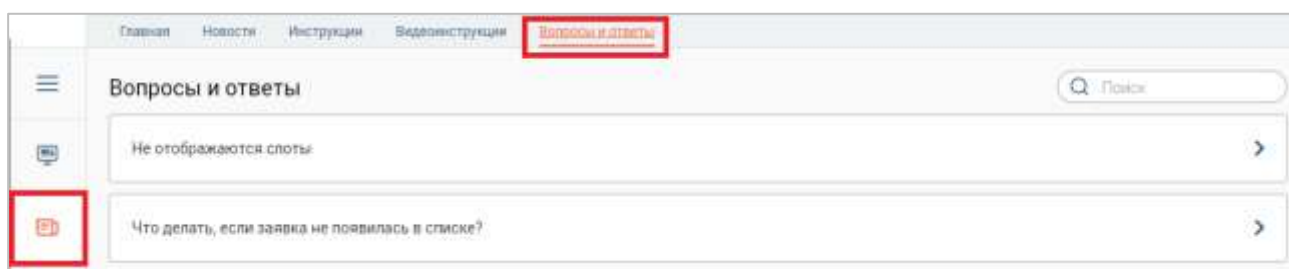 Главная Новости Инструкции Видеоинструкции Вопросы и ответы
Вопросы и ответы
Поиск
Не отображаются слоты
Что делать, если заявка не появилась в списке?